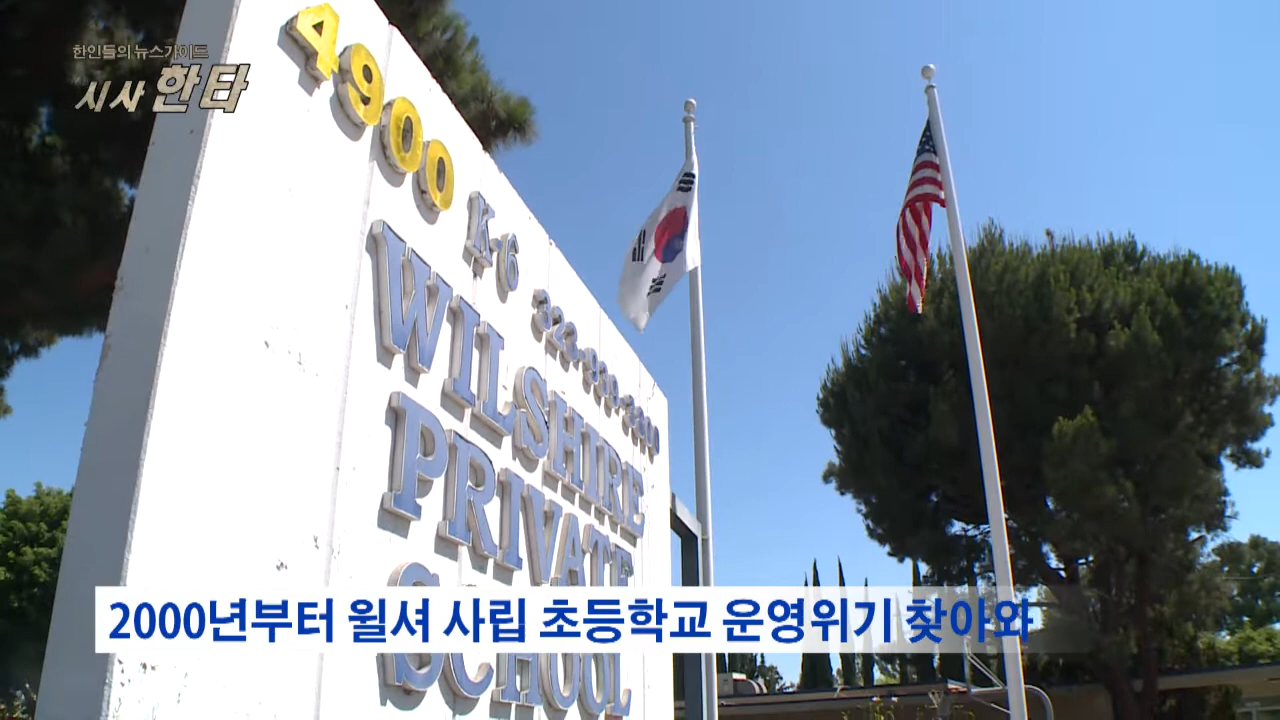 한인들의 뉴스가이드
시사 한타
4900
K-6
WILSHIRE
PRIVATE
SCHOOL
2000년부터 윌셔 사립 초등학교 운영위기 찾아와